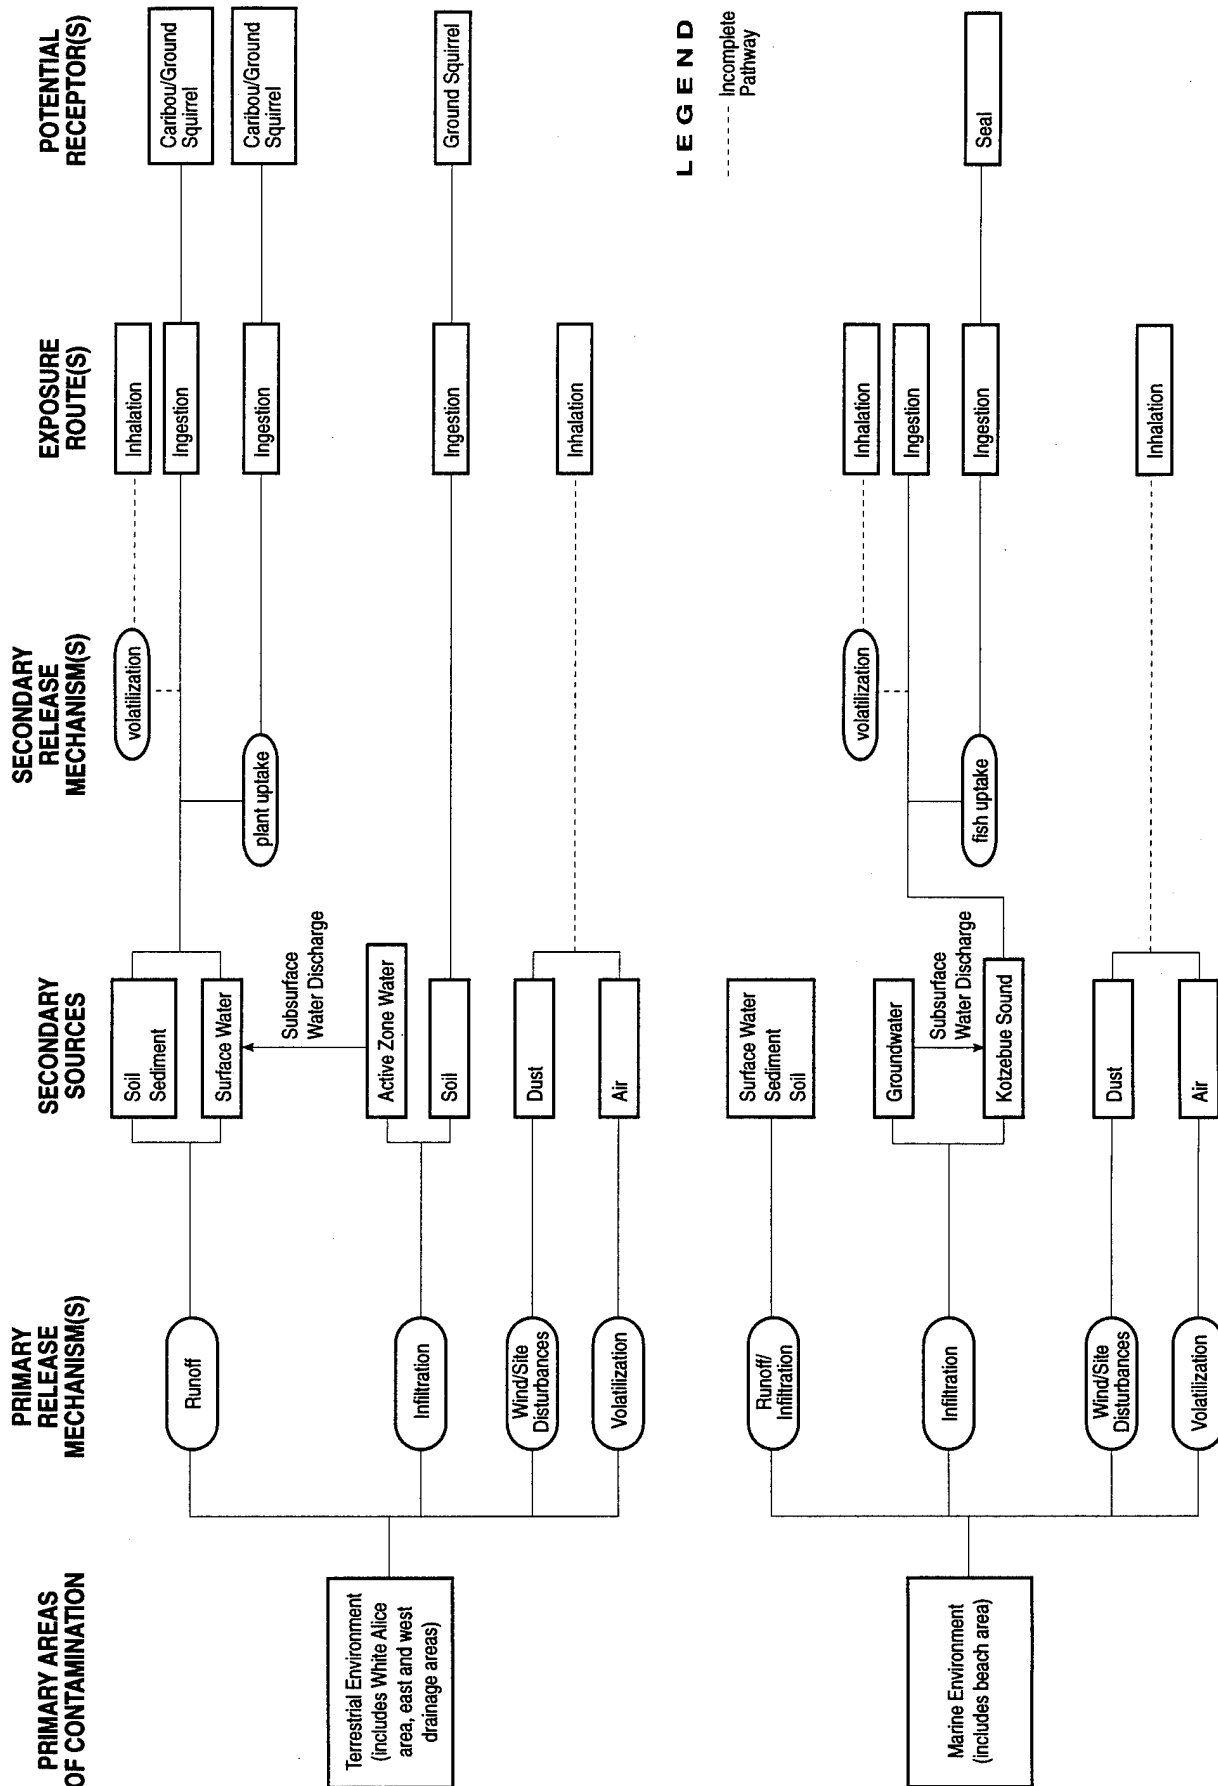 PRIMARY AREAS
OF CONTAMINATION
PRIMARY
RELEASE
MECHANISM(S)
SECONDARY
SOURCES
SECONDARY
RELEASE
MECHANISM(S)
EXPOSURE
ROUTE(S)
POTENTIAL
RECEPTOR(S)
Terrestrial Environment
(includes White Alice
area, east and west
drainage areas)
Runoff
Soil
Sediment
Surface Water
volatilization
plant uptake
Inhalation
Ingestion
Ingestion
Caribou/Ground
Squirrel
Caribou/Ground
Squirrel
Subsurface
Water Discharge
Infiltration
Active Zone Water
Soil
Ingestion
Ground Squirrel
Wind/Site
Disturbances
Dust
Inhalation
Volatilization
Air
LEGEND
Incomplete
Pathway
Marine Environment
(includes beach area)
Runoff/
Infiltration
Surface Water
Sediment
Soil
Infiltration
Groundwater
Subsurface
Water Discharge
Kotzebue Sound
volatilization
fish uptake
Inhalation
Ingestion
Ingestion
Seal
Wind/Site
Disturbances
Dust
Inhalation
Volatilization
Air